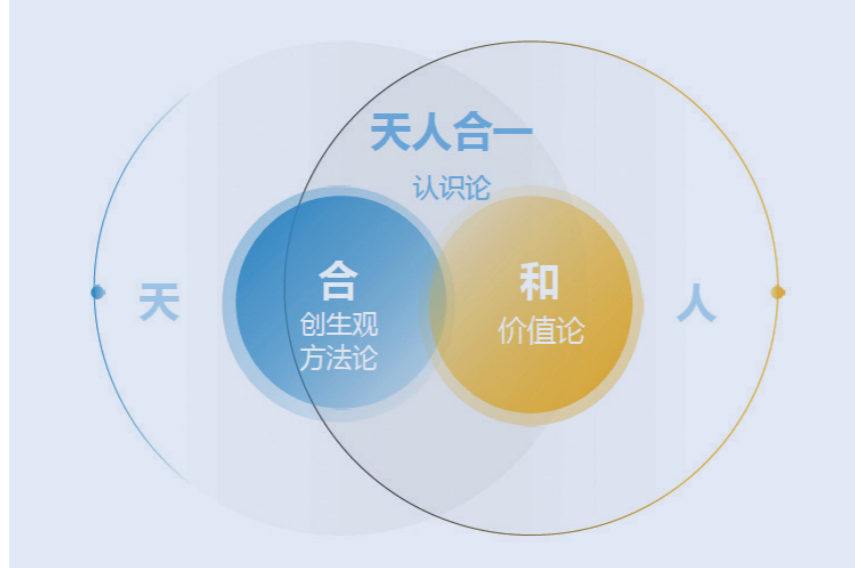 天人合一
认识论
天
合
创生观
方法论
和
价值论
人